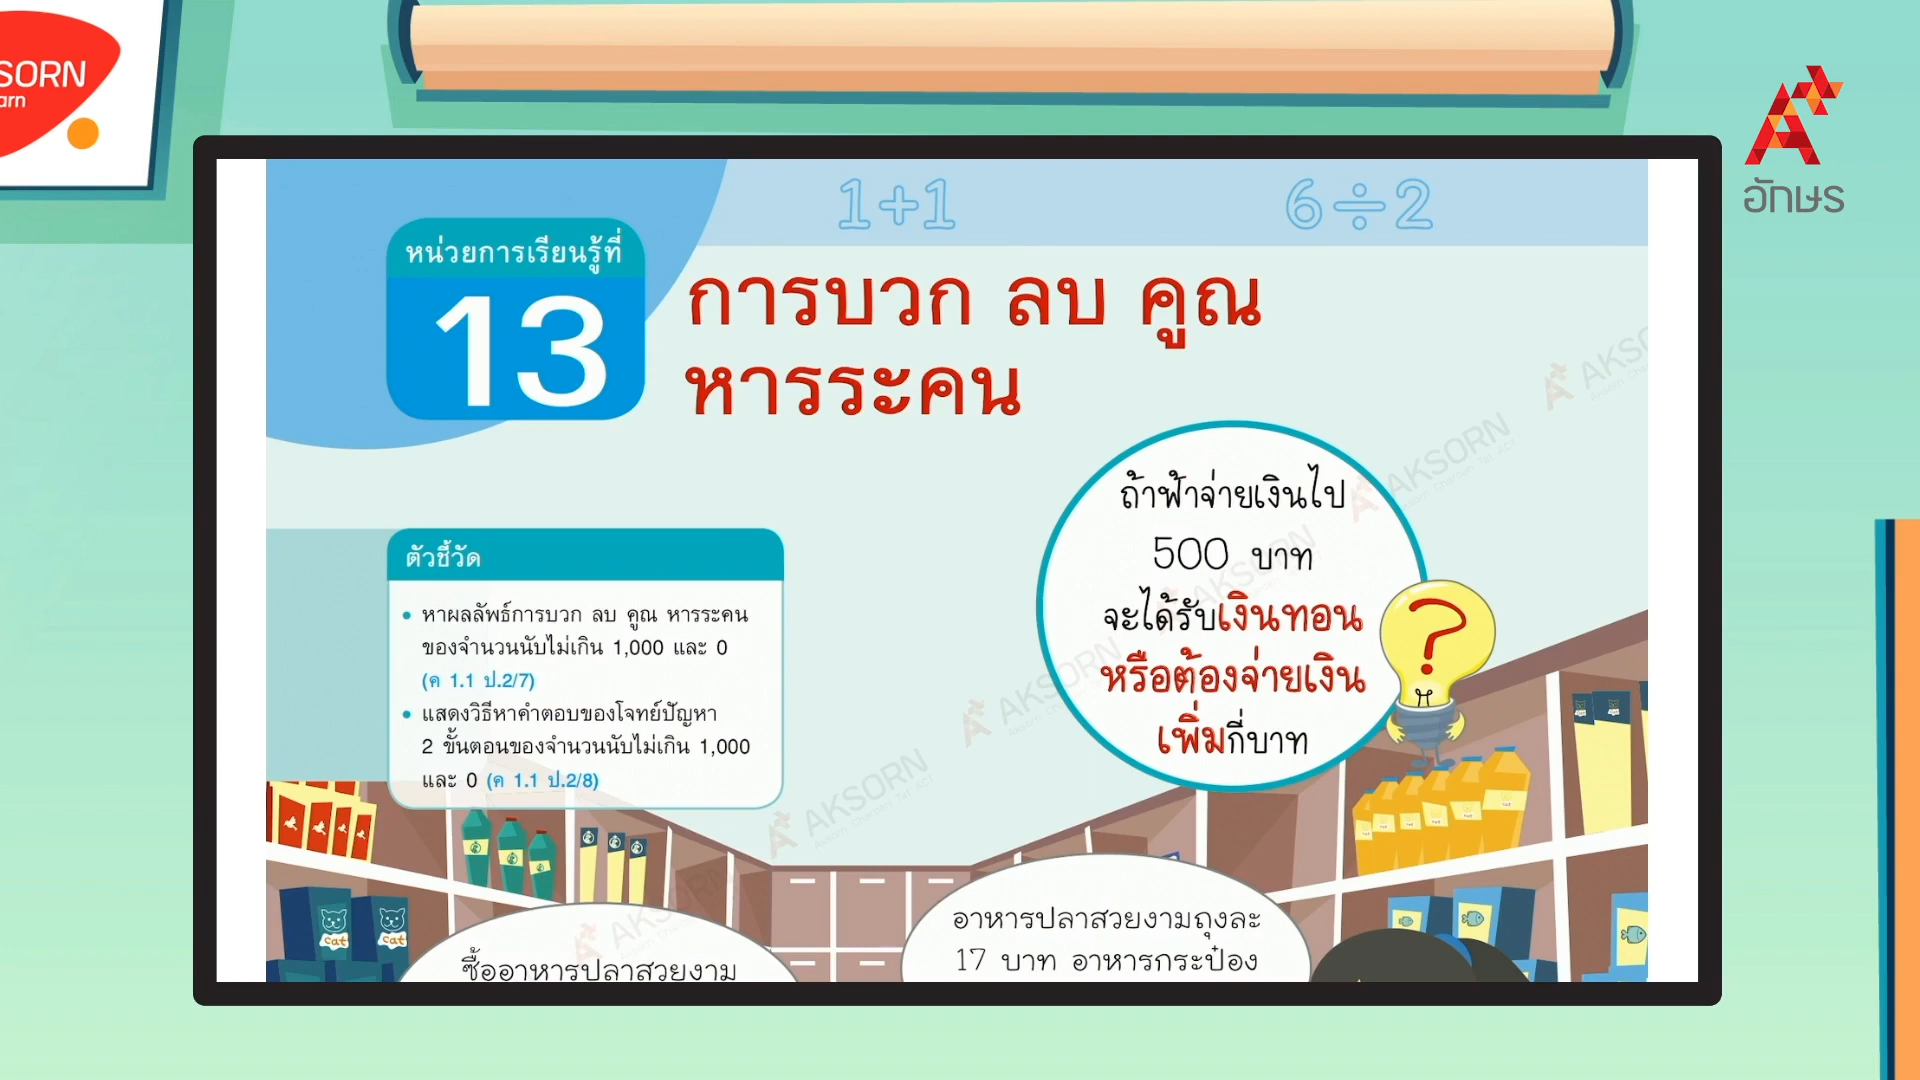 SORN
arn
อักษร
1+1
6÷2
หน่วยการเรียนรู้ที่
13
การบวก ลบ คูณ
หารระคน
ถ้าฟ้าจ่ายเงินไป
500 บาท
จะได้รับเงินทอน
หรือต้องจ่ายเงิน
เพิ่มกี่บาท
?
ตัวชี้วัด
• หาผลลัพธ์การบวก ลบ คูณ หารระคน
ของจำนวนนับไม่เกิน 1,000 และ 0
(ค 1.1 ป.2/7)
• แสดงวิธีหาคำตอบของโจทย์ปัญหา
2 ขั้นตอนของจำนวนนับไม่เกิน 1,000
และ 0 (ค 1.1 ป.2/8)
AKSORN
AKSORN
AKSORN
cat
cat
ซื้ออาหารปลาสวยงาม
อาหารปลาสวยงามถุงละ
17 บาท อาหารกระป๋อง